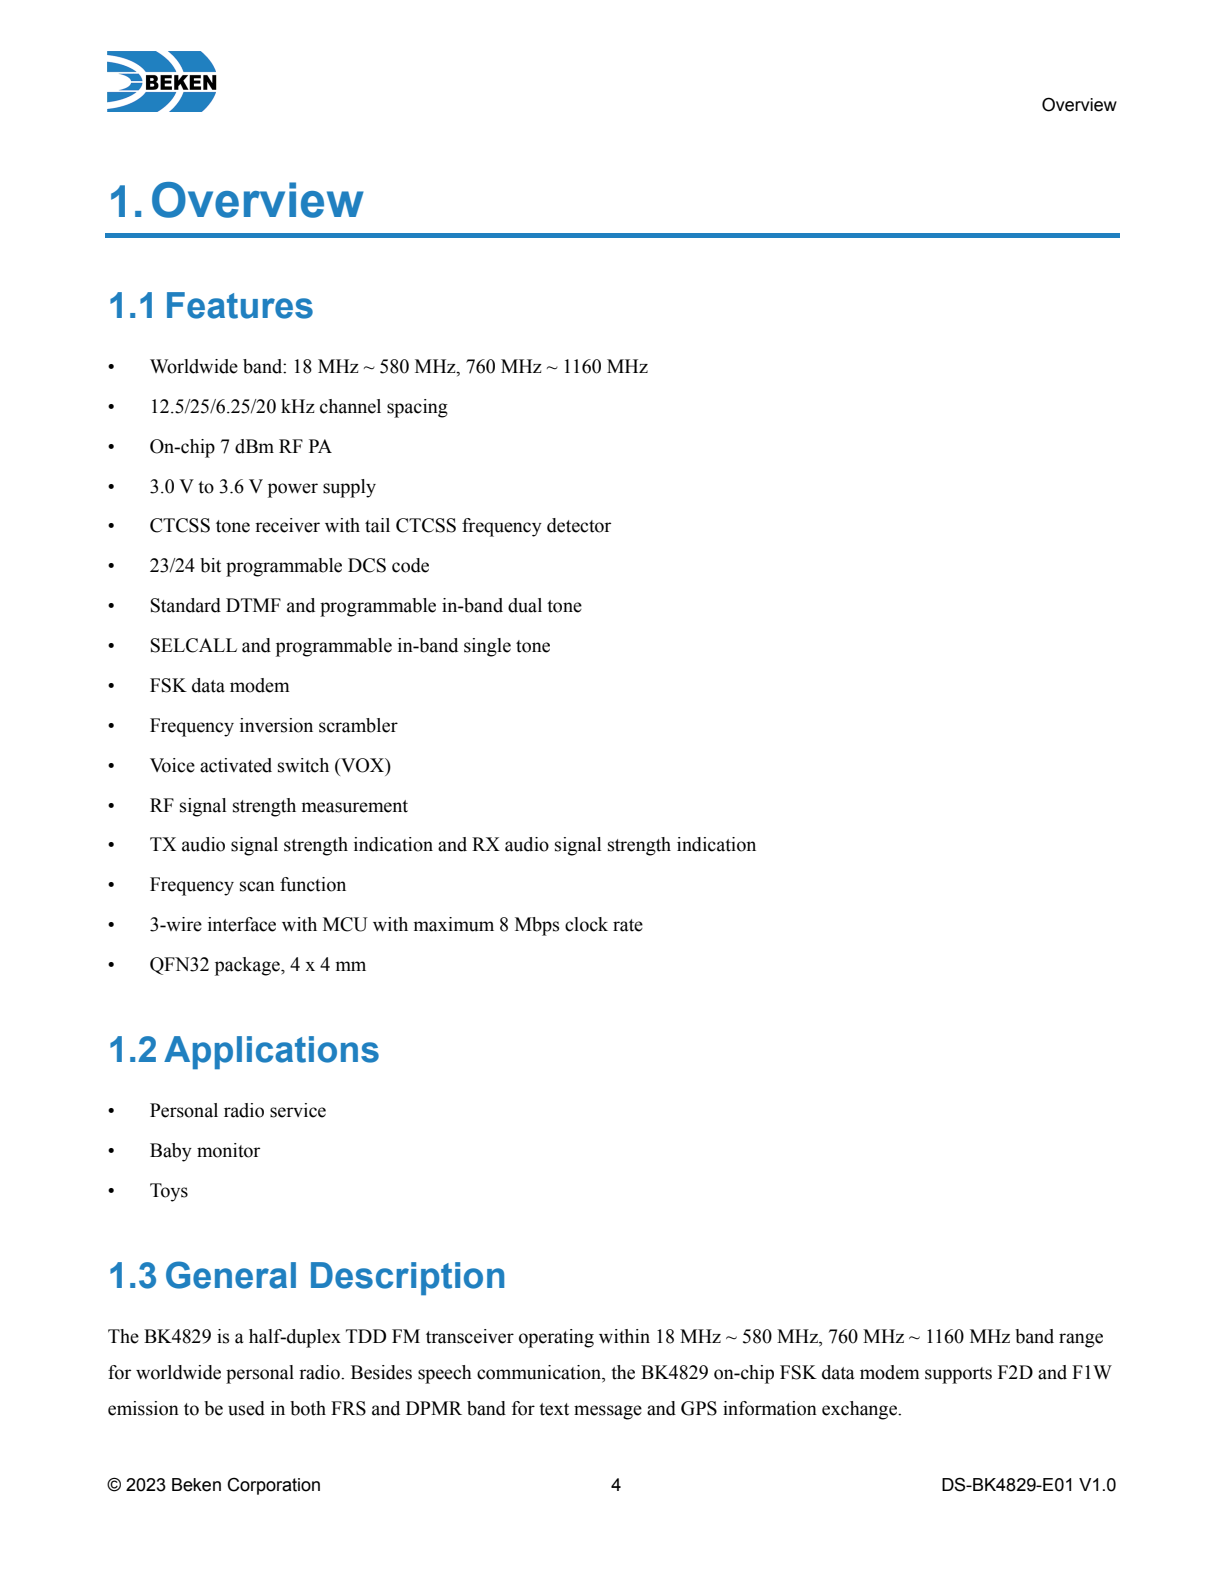 BEKEN
Overview
1. Overview
1.1 Features
• Worldwide band: 18 MHz ~ 580 MHz, 760 MHz ~ 1160 MHz
• 12.5/25/6.25/20 kHz channel spacing
• On-chip 7 dBm RF PA
• 3.0 V to 3.6 V power supply
• CTCSS tone receiver with tail CTCSS frequency detector
• 23/24 bit programmable DCS code
• Standard DTMF and programmable in-band dual tone
• SELCALL and programmable in-band single tone
• FSK data modem
• Frequency inversion scrambler
• Voice activated switch (VOX)
• RF signal strength measurement
• TX audio signal strength indication and RX audio signal strength indication
• Frequency scan function
• 3-wire interface with MCU with maximum 8 Mbps clock rate
• QFN32 package, 4 x 4 mm
1.2 Applications
• Personal radio service
• Baby monitor
• Toys
1.3 General Description
The BK4829 is a half-duplex TDD FM transceiver operating within 18 MHz ~ 580 MHz, 760 MHz ~ 1160 MHz band range
for worldwide personal radio. Besides speech communication, the BK4829 on-chip FSK data modem supports F2D and F1W
emission to be used in both FRS and DPMR band for text message and GPS information exchange.
© 2023 Beken Corporation 4 DS-BK4829-E01 V1.0